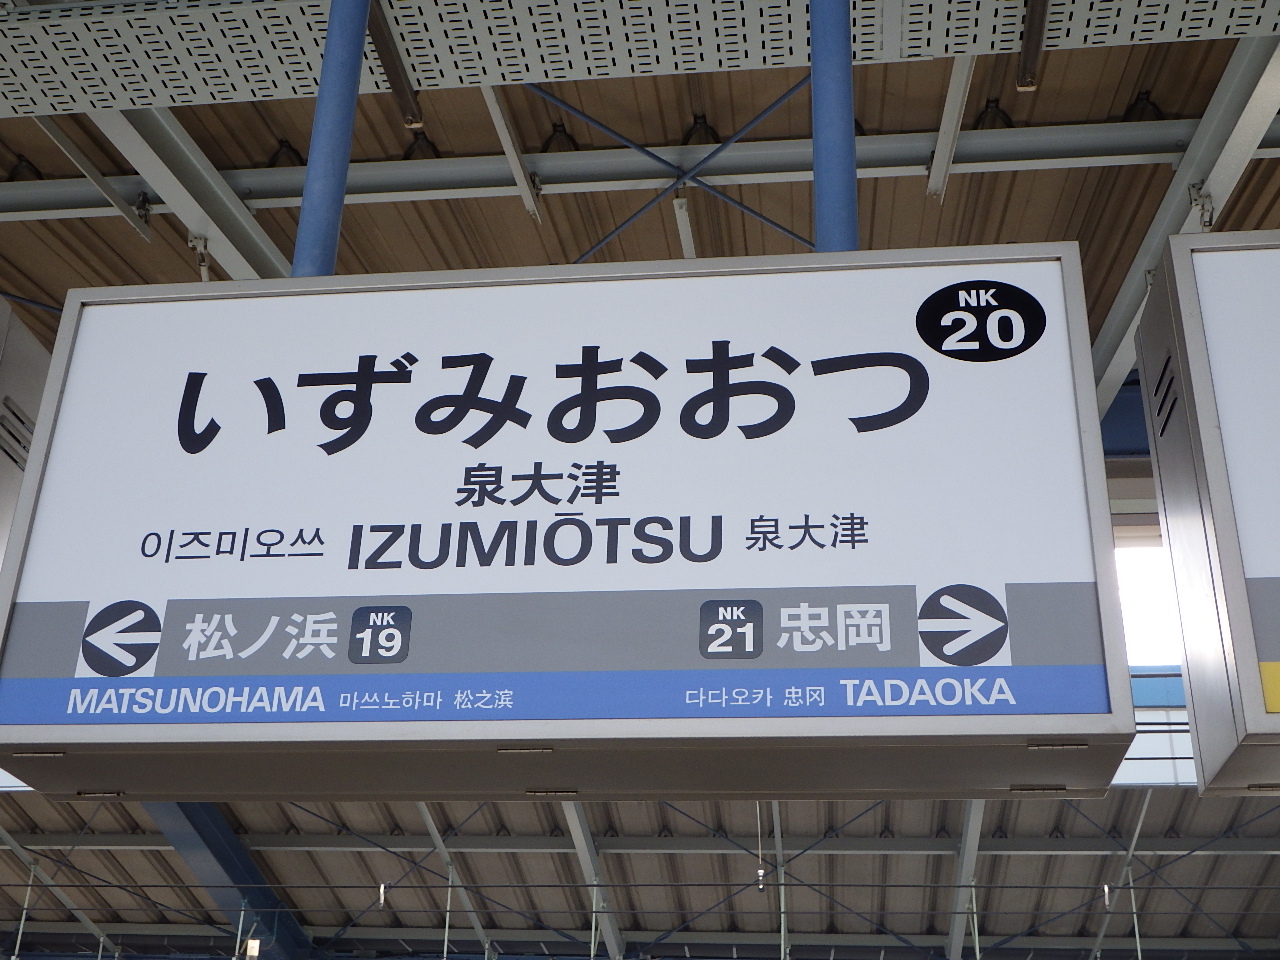 NK
20
いずみおおつ
泉大津
이즈미오쓰 IZUMIŌTSU 泉大津
松ノ浜 NK 19 NK 21 忠岡
MATSUNOHAMA 마쓰노하마 松之滨 다다오카 忠冈 TADAOKA